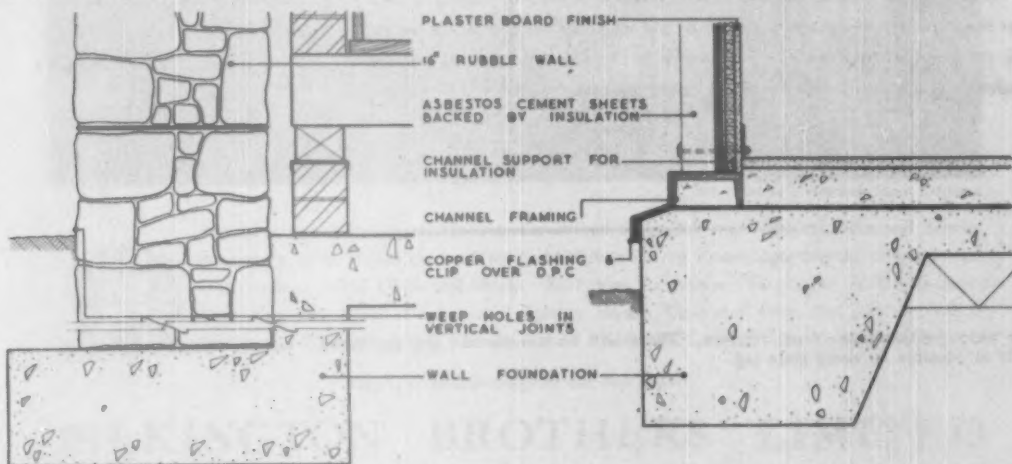 PLASTER BOARD FINISH
16" RUBBLE WALL
ASBESTOS CEMENT SHEETS
BACKED BY INSULATION
CHANNEL SUPPORT FOR
INSULATION
CHANNEL FRAMING
COPPER FLASHING &
CLIP OVER D.P.C
WEEP HOLES IN
VERTICAL JOINTS
WALL FOUNDATION
BROTHERS